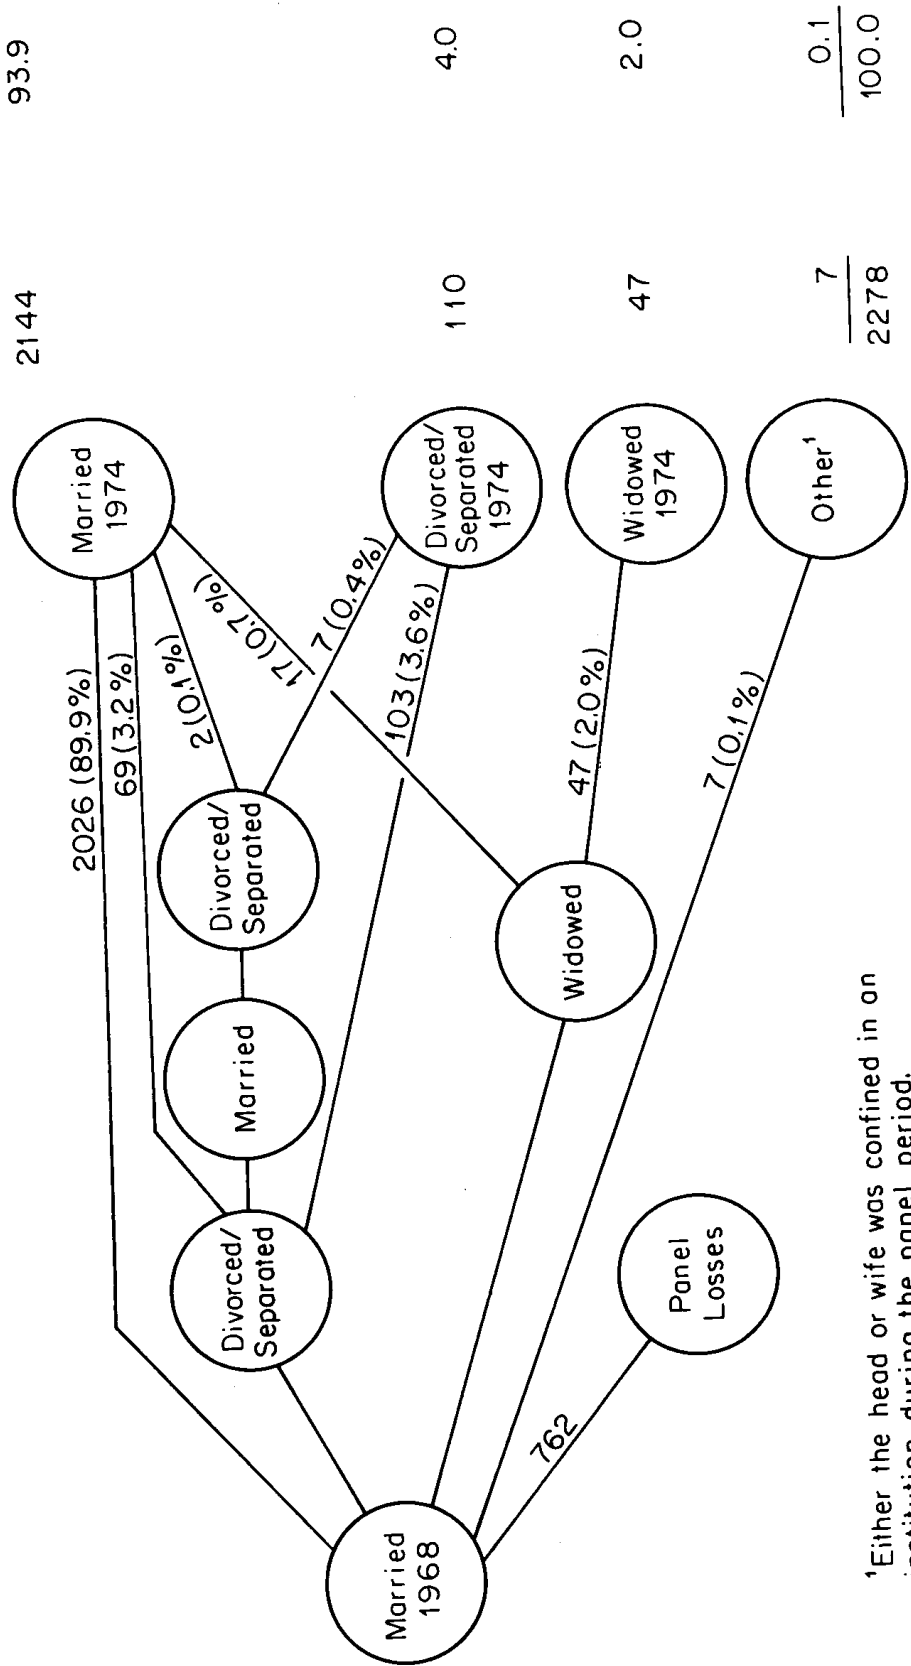 2144 93.9
Married
1974
2026 (89.9%)
69 (3.2%)
2 (0.1%)
17 (0.7%)
7 (0.4%)
103 (3.6%)
Divorced/
Separated
Married
Divorced/
Separated
Divorced/
Separated
1974
110 4.0
Married
1968
Widowed
47 (2.0%)
Widowed
1974
47 2.0
7 (0.1%)
Other¹
7 0.1
2278 100.0
762
Panel
Losses
¹Either the head or wife was confined in an
institution during the panel period.